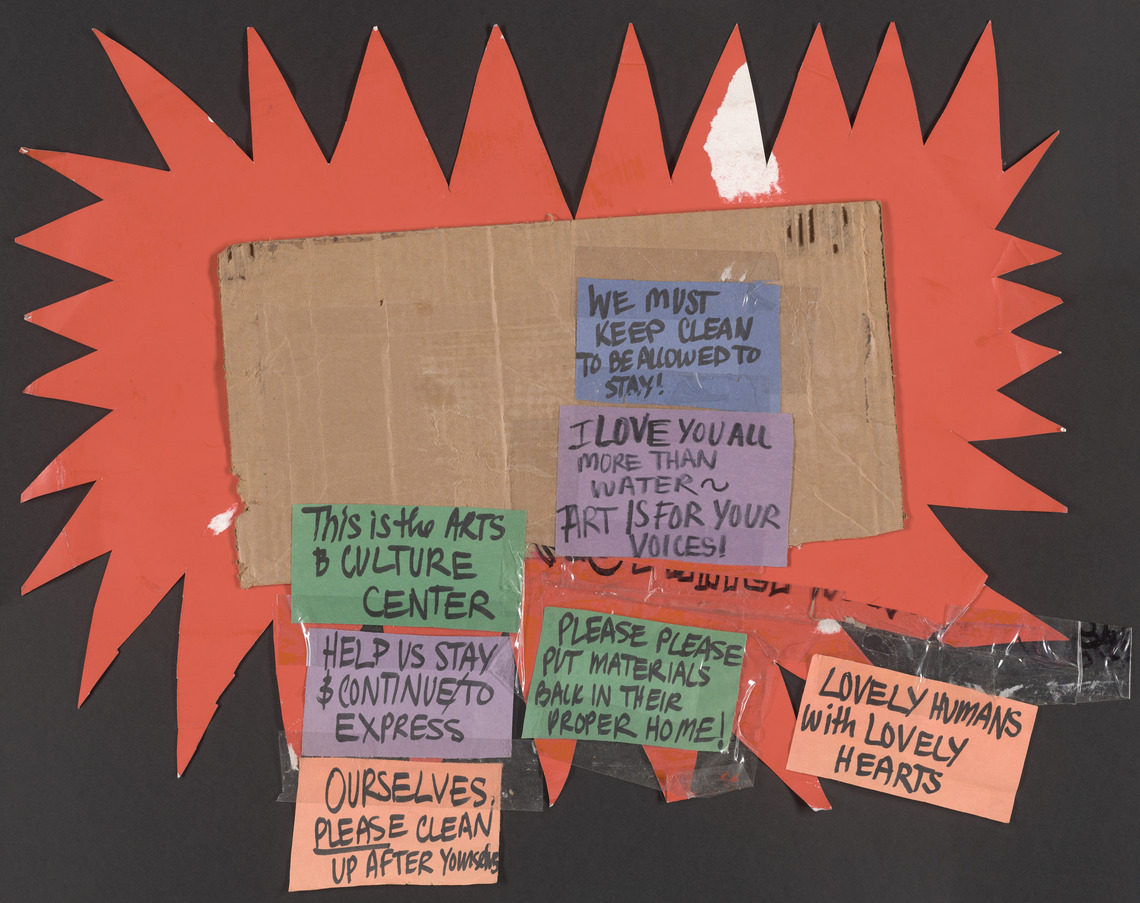 WE MUST
KEEP CLEAN
TO BE ALLOWED TO
STAY!
I LOVE YOU ALL
MORE THAN
WATER~
ART IS FOR YOUR
VOICES!
This is the ARTS
& CULTURE
CENTER
HELP US STAY
& CONTINUE TO
EXPRESS
OURSELVES,
PLEASE CLEAN
UP AFTER YOURSELVES
PLEASE PLEASE
PUT MATERIALS
BACK IN THEIR
PROPER HOME!
LOVELY HUMANS
with LOVELY
HEARTS